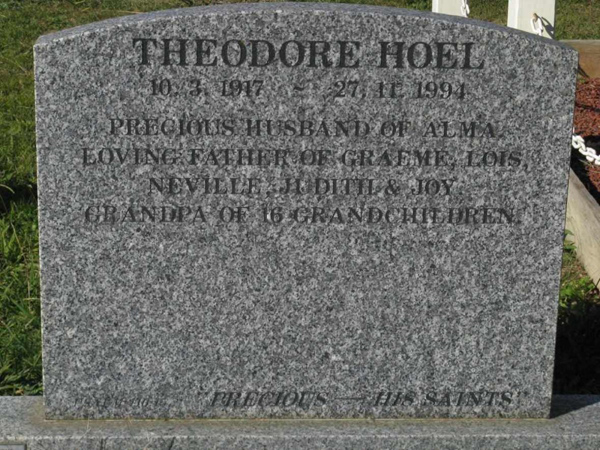 THEODORE HOEL
10. 3. 1917 ~ 27. 11. 1994
PRECIOUS HUSBAND OF ALMA,
LOVING FATHER OF GRAEME, LOIS,
NEVILLE, JUDITH & JOY.
GRANDPA OF 16 GRANDCHILDREN.
"PRECIOUS — HIS SAINTS"